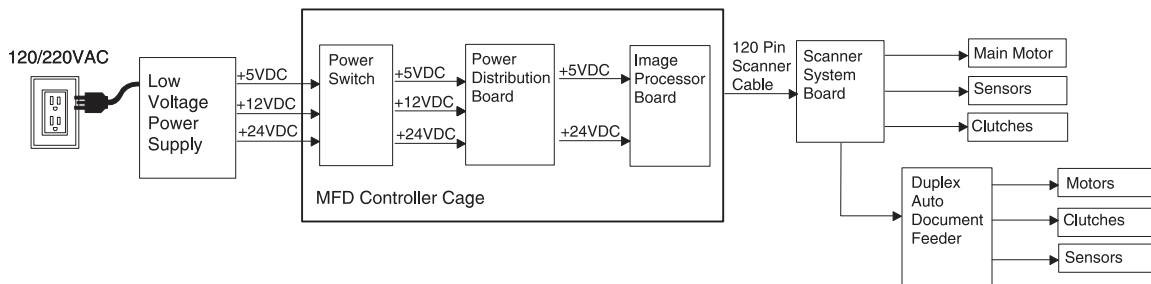 120/220VAC
Low
Voltage
Power
Supply
+5VDC
+12VDC
+24VDC
Power
Switch
+5VDC
+12VDC
+24VDC
Power
Distribution
Board
+5VDC
+24VDC
Image
Processor
Board
MFD Controller Cage
120 Pin
Scanner
Cable
Scanner
System
Board
Main Motor
Sensors
Clutches
Duplex
Auto
Document
Feeder
Motors
Clutches
Sensors